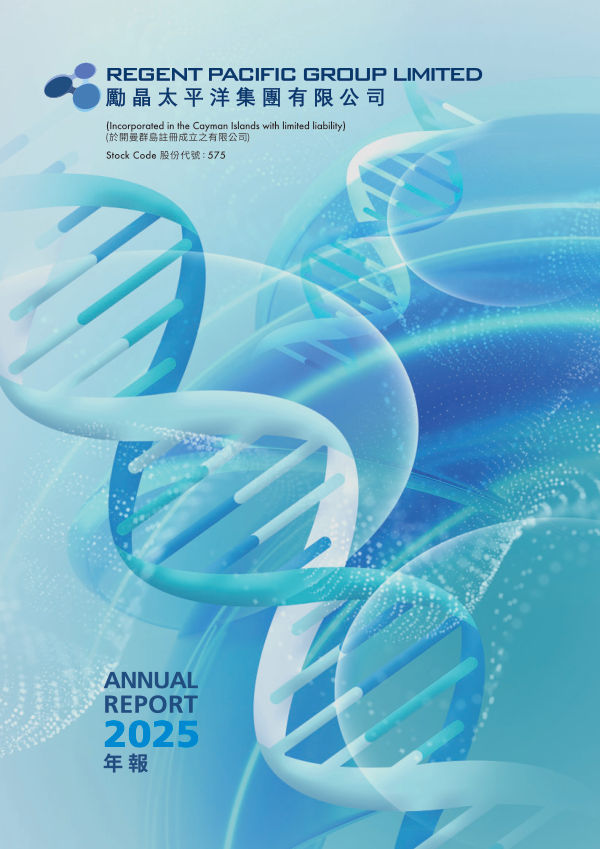 REGENT PACIFIC GROUP LIMITED
勵晶太平洋集團有限公司
(Incorporated in the Cayman Islands with limited liability)
(於開曼群島註冊成立之有限公司)
Stock Code 股份代號：575
ANNUAL
REPORT
2025
年報